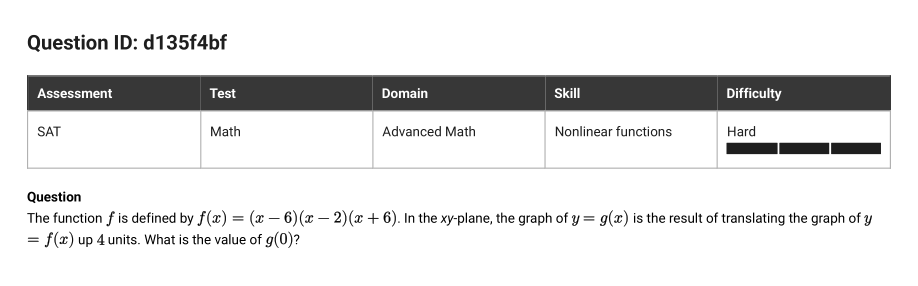 Question ID: d135f4bf
Assessment Test Domain Skill Difficulty
SAT Math Advanced Math Nonlinear functions Hard
Question
The function f is defined by f(x) = (x − 6)(x − 2)(x + 6). In the xy-plane, the graph of y = g(x) is the result of translating the graph of y
= f(x) up 4 units. What is the value of g(0)?